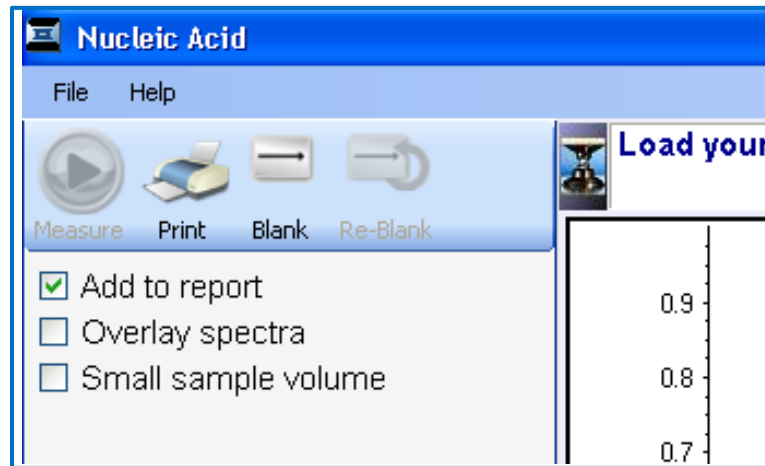 Nucleic Acid
File Help
Measure Print Blank Re-Blank
Load your
Add to report
Overlay spectra
Small sample volume
0.9
0.8
0.7